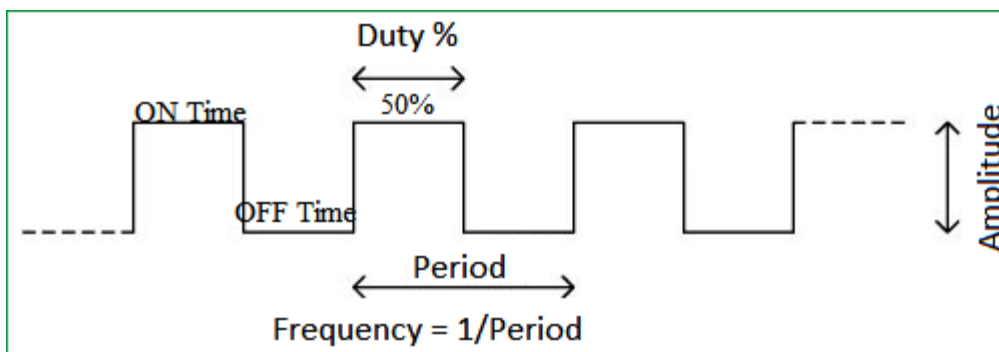 Duty %
50%
ON Time
OFF Time
Amplitude
Period
Frequency = 1/Period